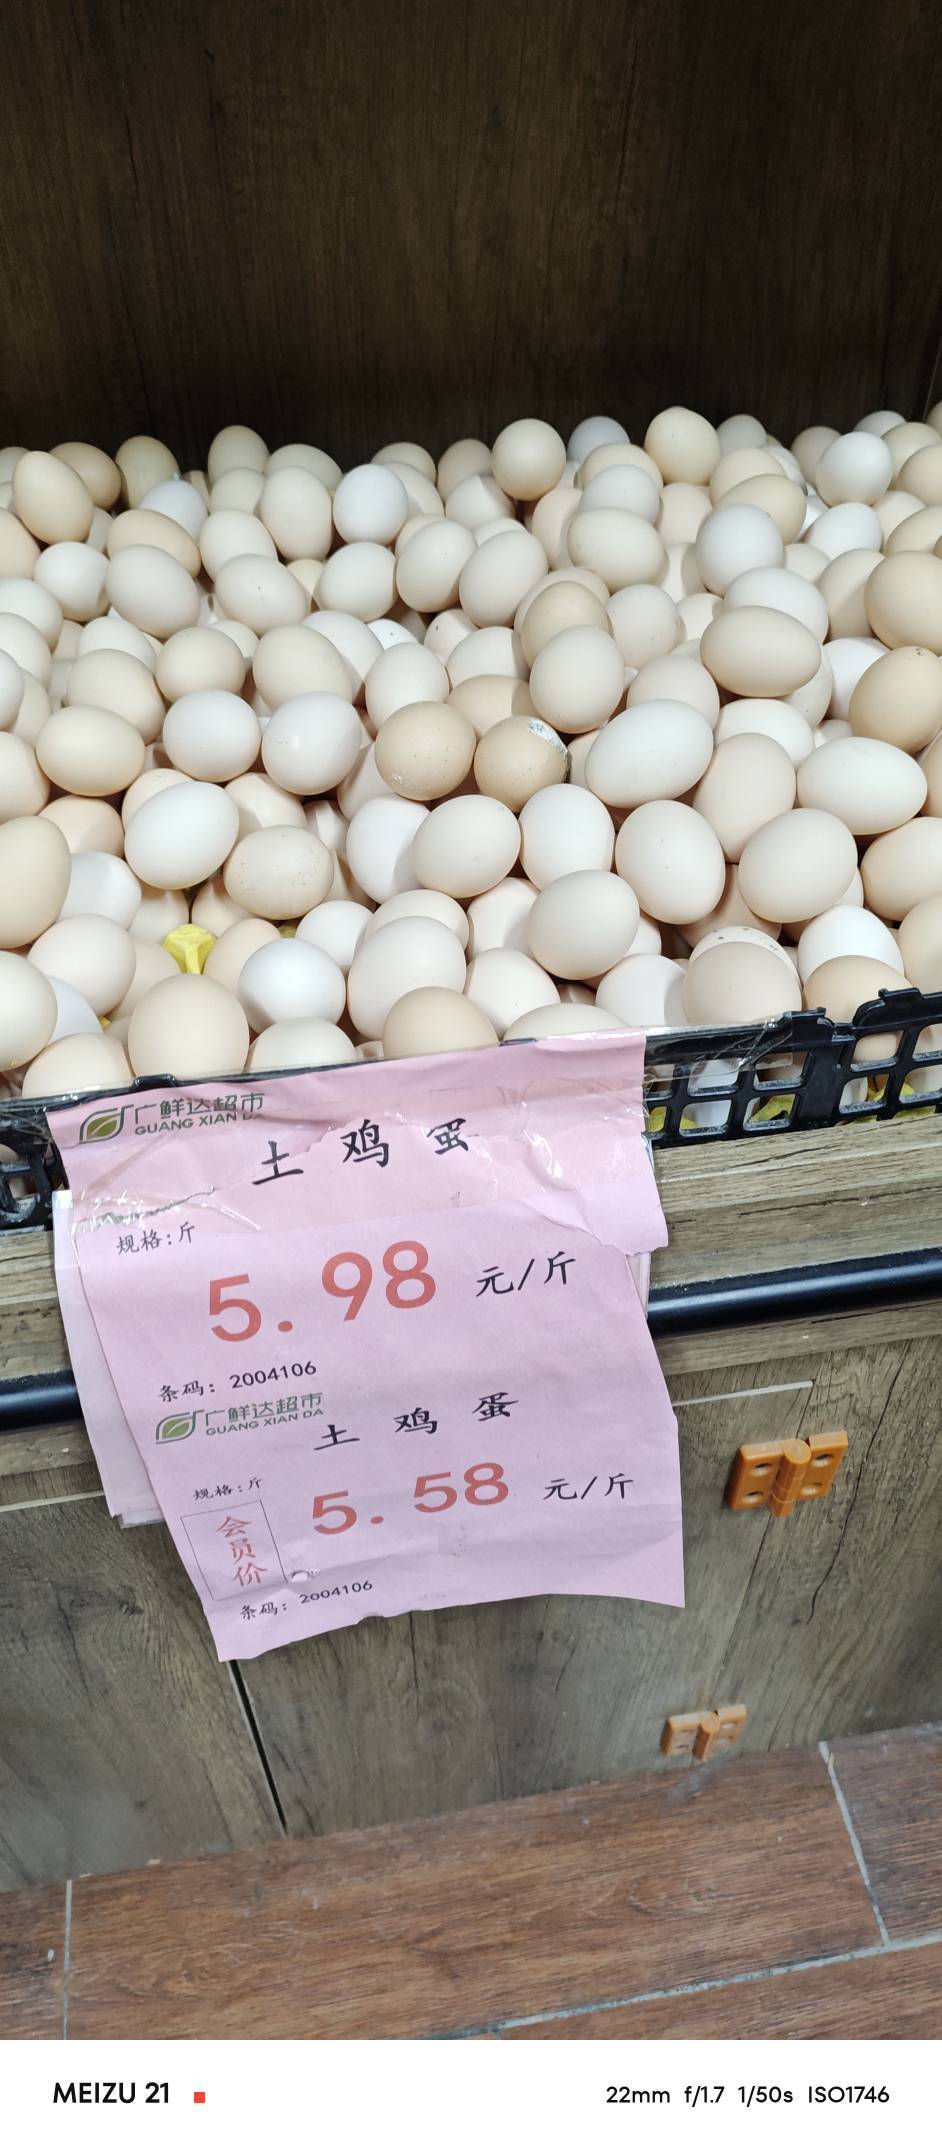 广鲜达超市
GUANG XIAN DA
土鸡蛋
规格:斤
5.98 元/斤
条码: 2004106
广鲜达超市
GUANG XIAN DA
土鸡蛋
规格:斤
会员价
5.58 元/斤
条码: 2004106
MEIZU 21
22mm f/1.7 1/50s ISO1746